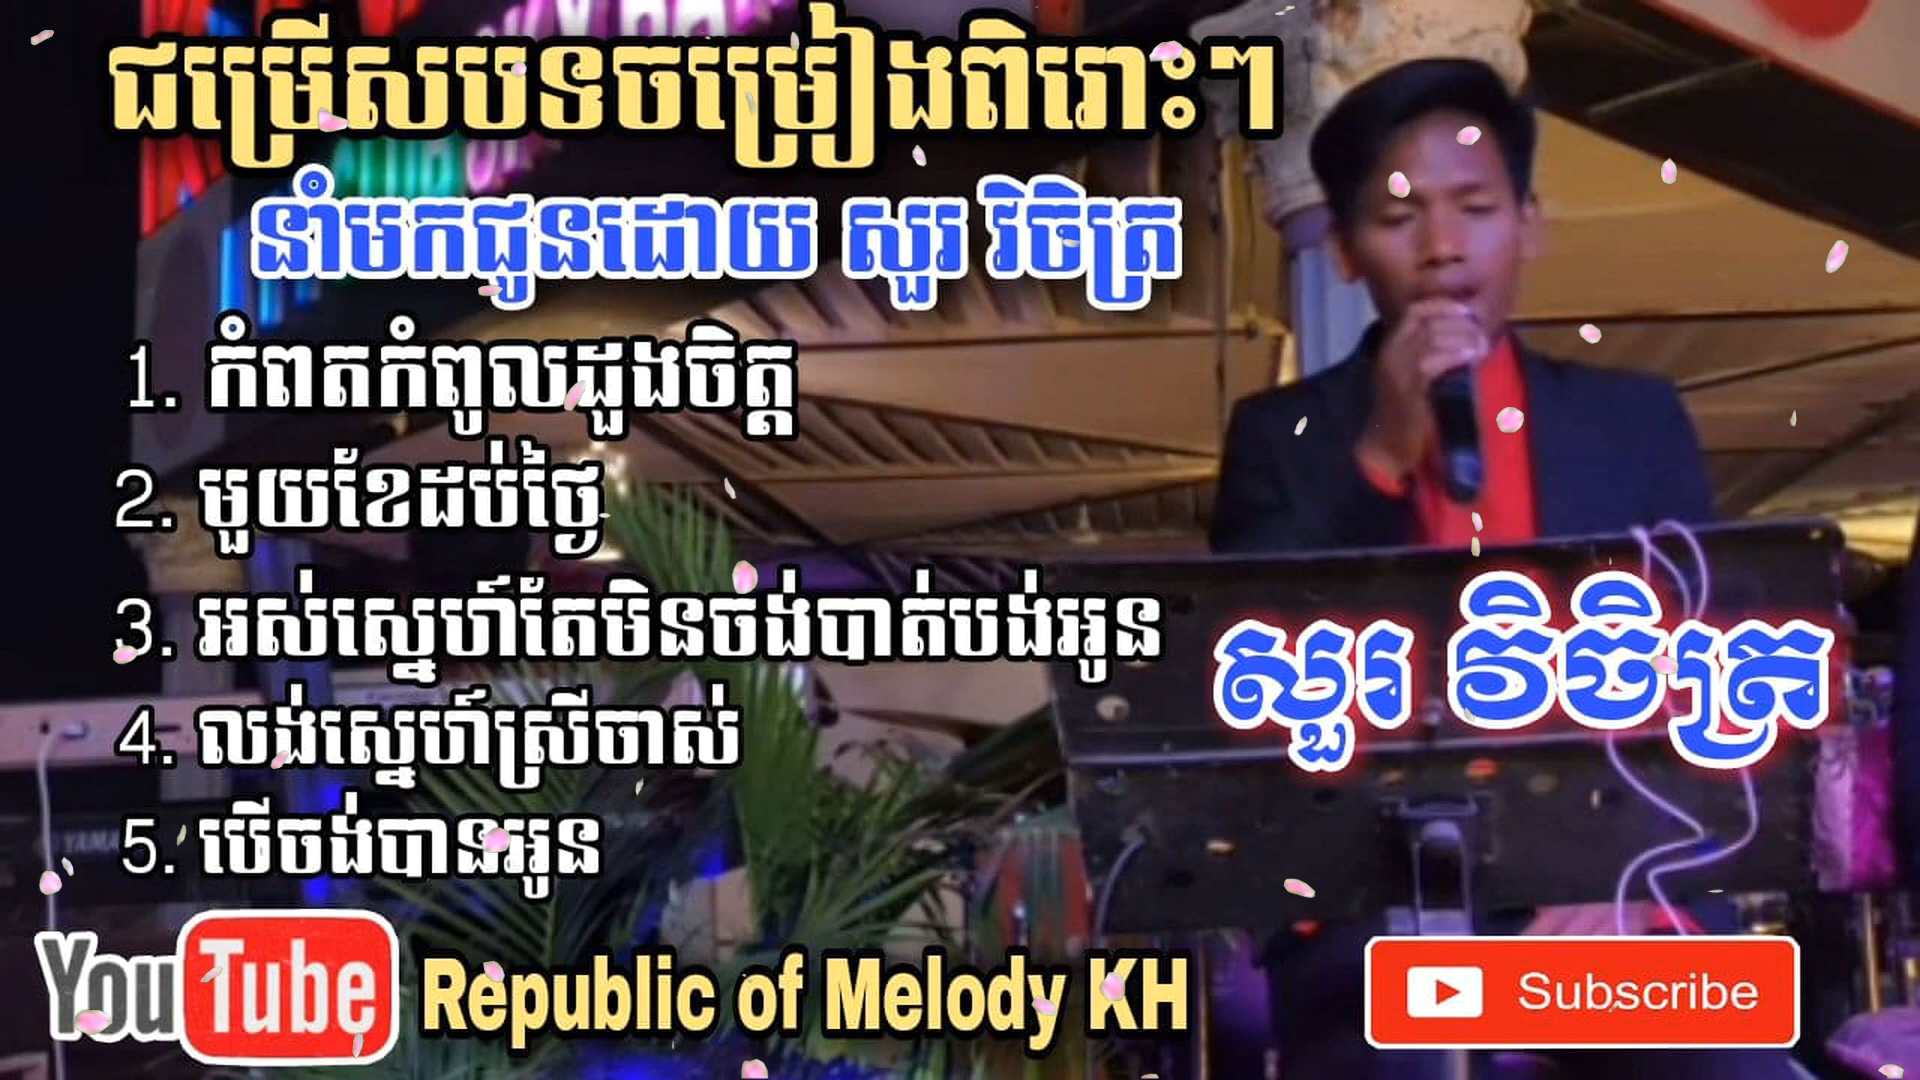 ជម្រើសបទចម្រៀងពិរោះៗ
នាំមកជូនដោយ សួរ វិចិត្រ
1. កំពតកំពូលដួងចិត្ត
2. មួយខែដប់ថ្ងៃ
3. អស់ស្នេហ៍តែមិនចង់បាត់បង់អូន
4. លង់ស្នេហ៍ស្រីចាស់
5. បើចង់បានអូន
សួរ វិចិត្រ
YouTube Republic of Melody KH
Subscribe